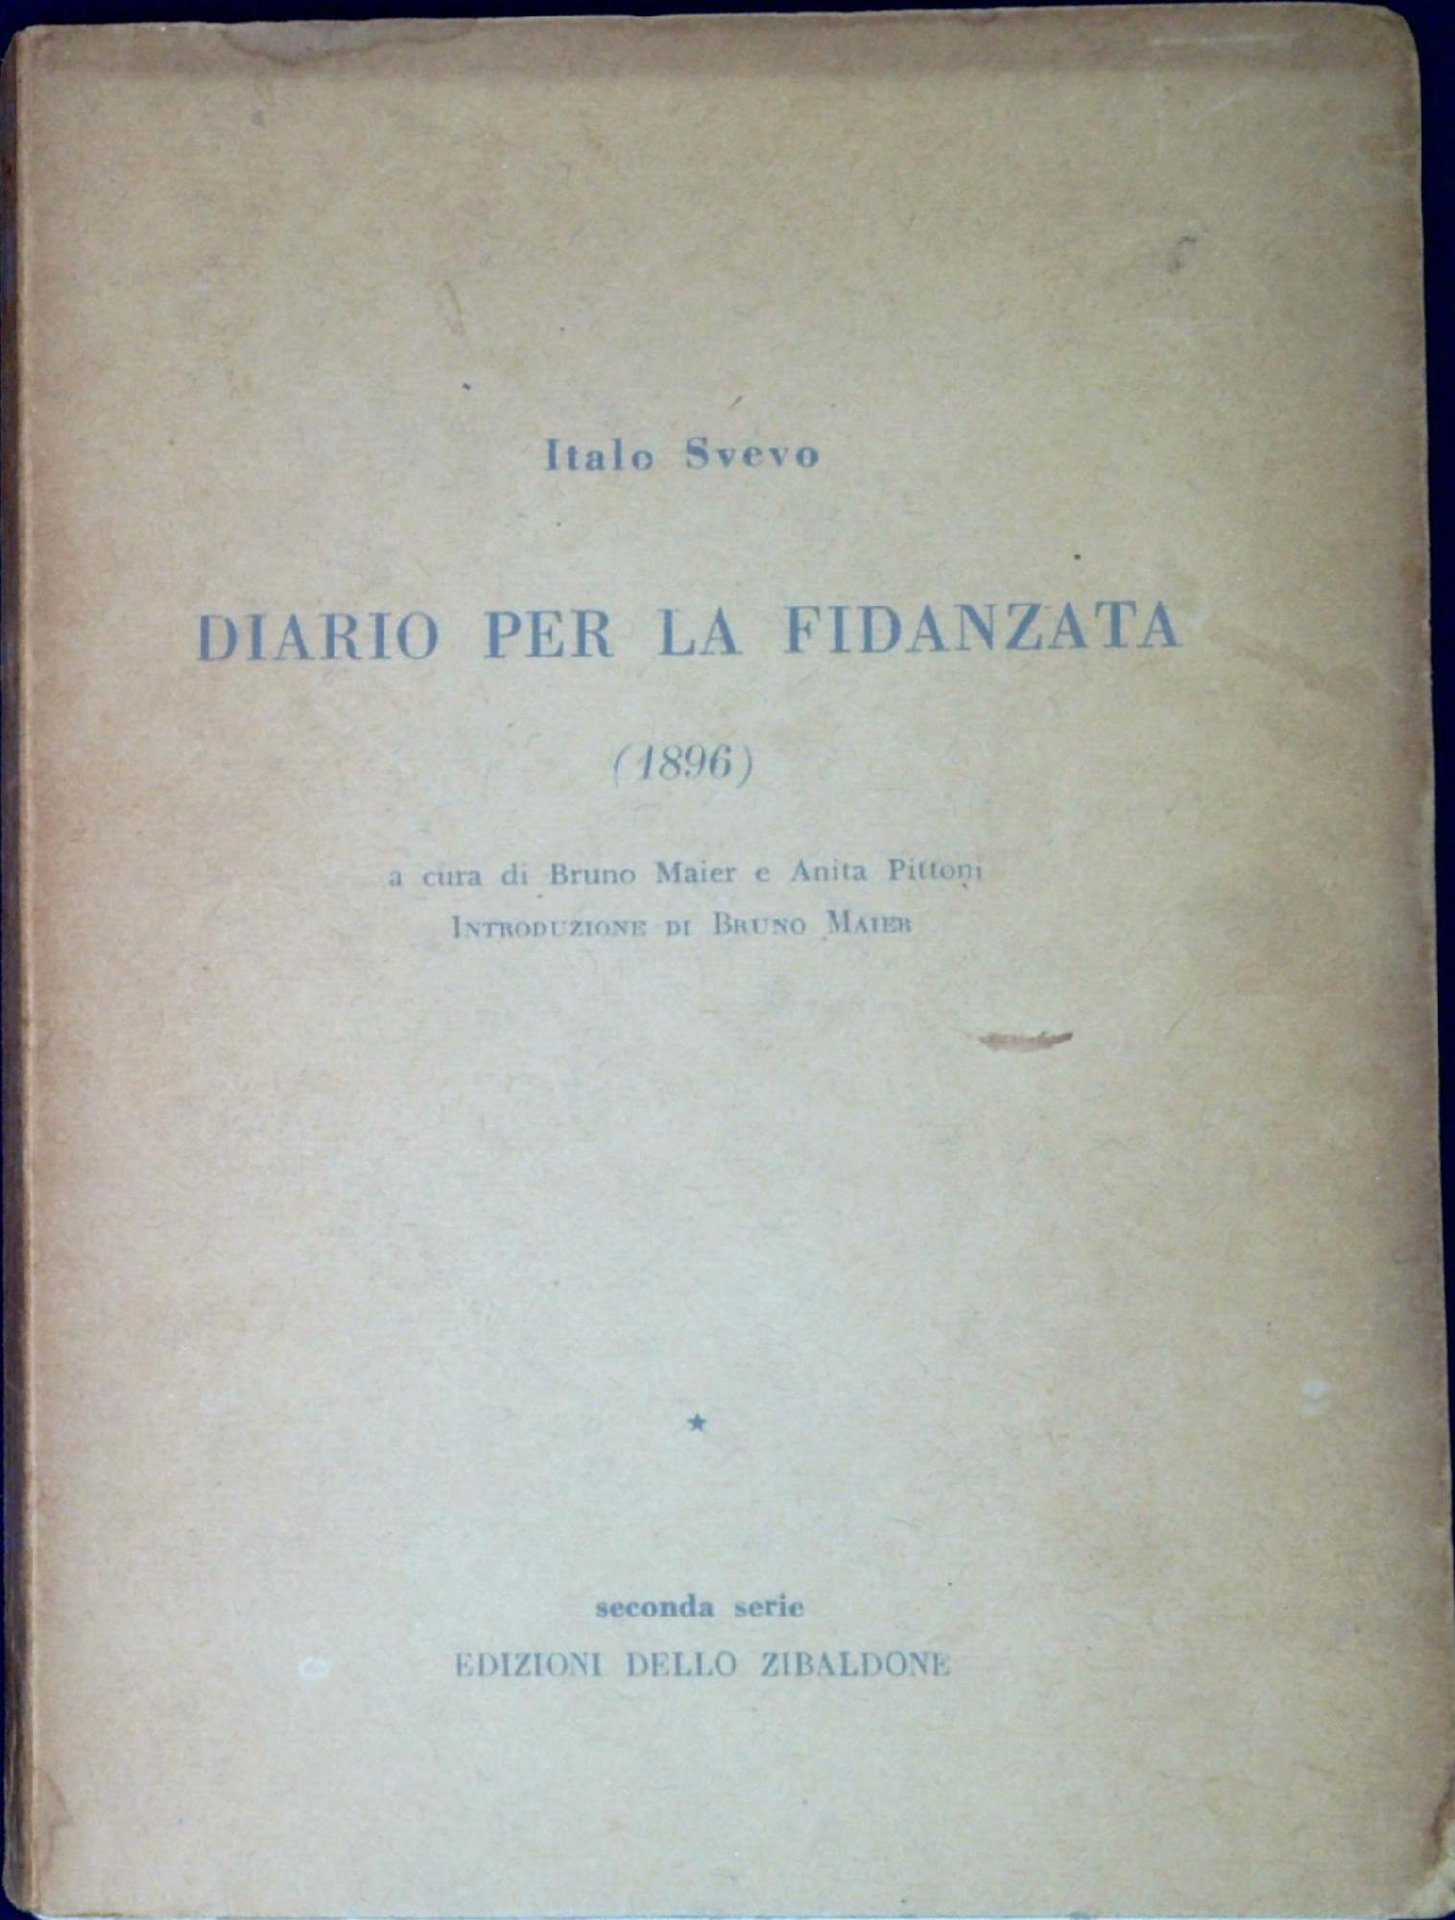 Italo Svevo
DIARIO PER LA FIDANZATA
(1896)
a cura di Bruno Maier e Anita Pittoni
INTRODUZIONE DI BRUNO MAIER
seconda serie
EDIZIONI DELLO ZIBALDONE